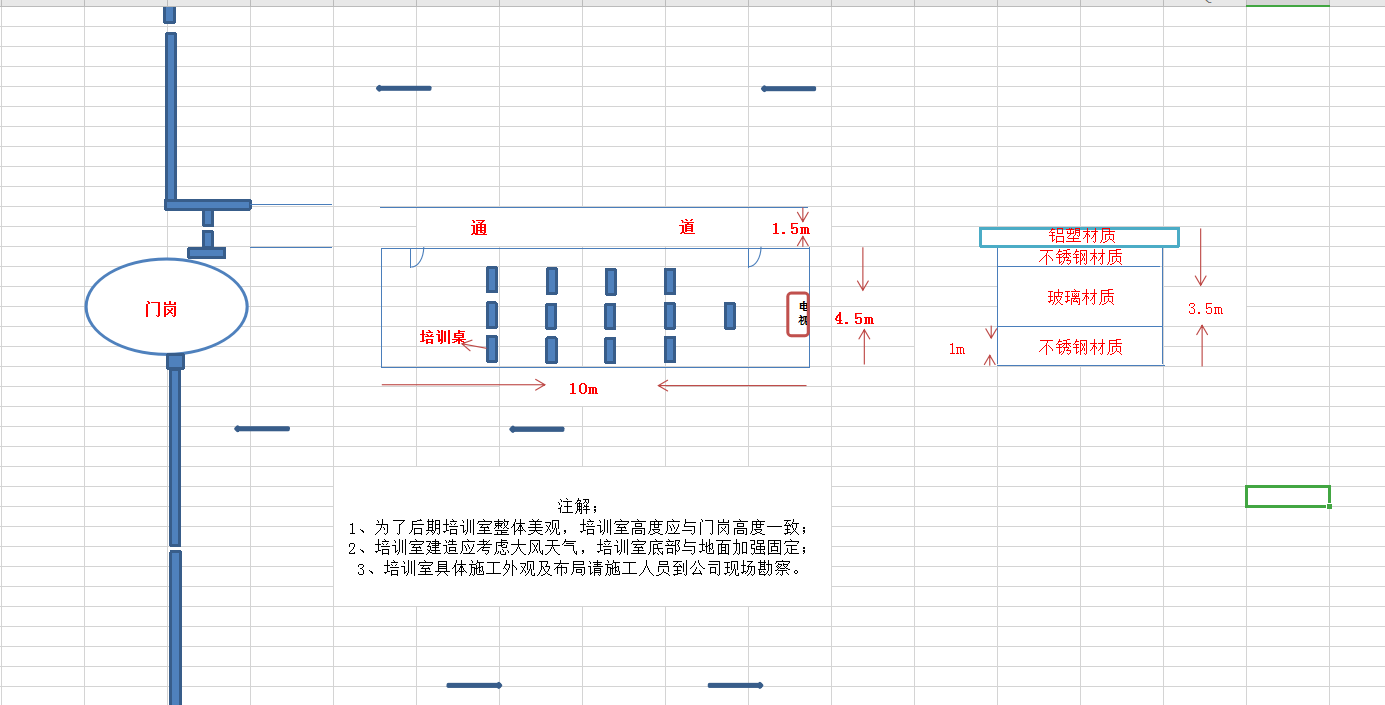 通 道
1.5m
铝塑材质
不锈钢材质
玻璃材质
3.5m
门岗
电视
4.5m
培训桌
1m
不锈钢材质
10m
注解；
1、为了后期培训室整体美观，培训室高度应与门岗高度一致；
2、培训室建造应考虑大风天气，培训室底部与地面加强固定；
3、培训室具体施工外观及布局请施工人员到公司现场勘察。